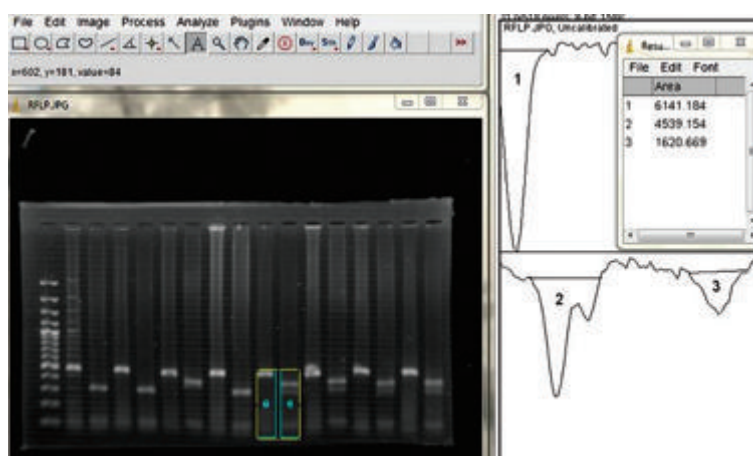 File Edit Image Process Analyze Plugins Window Help
A
x=602, y=181, value=84
RFLP.JPG
RFLP.JPG, Uncalibrated
1
2
3
Resu...
File Edit Font
Area
1 6141.184
2 4539.154
3 1620.669